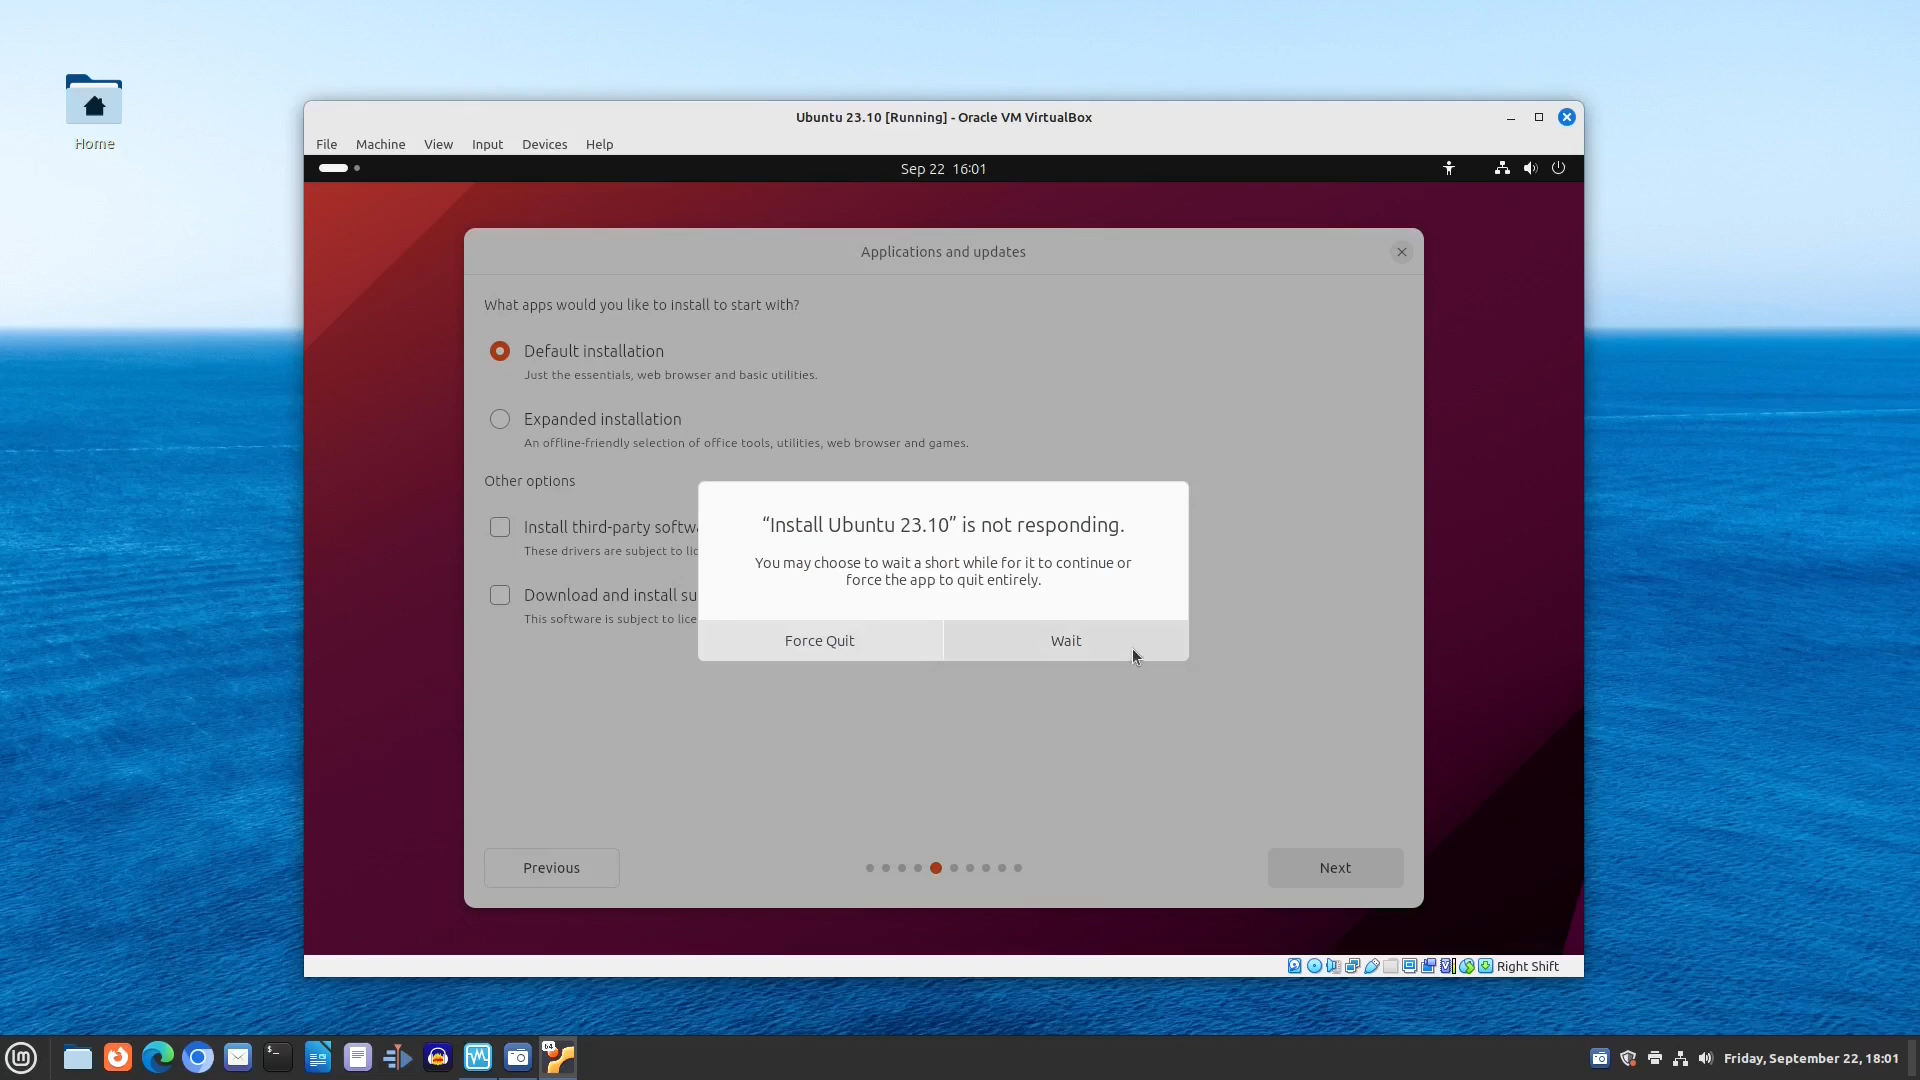 Home
Ubuntu 23.10 [Running] - Oracle VM VirtualBox
File Machine View Input Devices Help
Sep 22 16:01
Applications and updates
What apps would you like to install to start with?
Default installation
Just the essentials, web browser and basic utilities.
Expanded installation
An offline-friendly selection of office tools, utilities, web browser and games.
Other options
Install third-party softwa
These drivers are subject to lic
Download and install su
This software is subject to lice
“Install Ubuntu 23.10” is not responding.
You may choose to wait a short while for it to continue or
force the app to quit entirely.
Force Quit
Wait
Previous
Next
Right Shift
64
Friday, September 22, 18:01